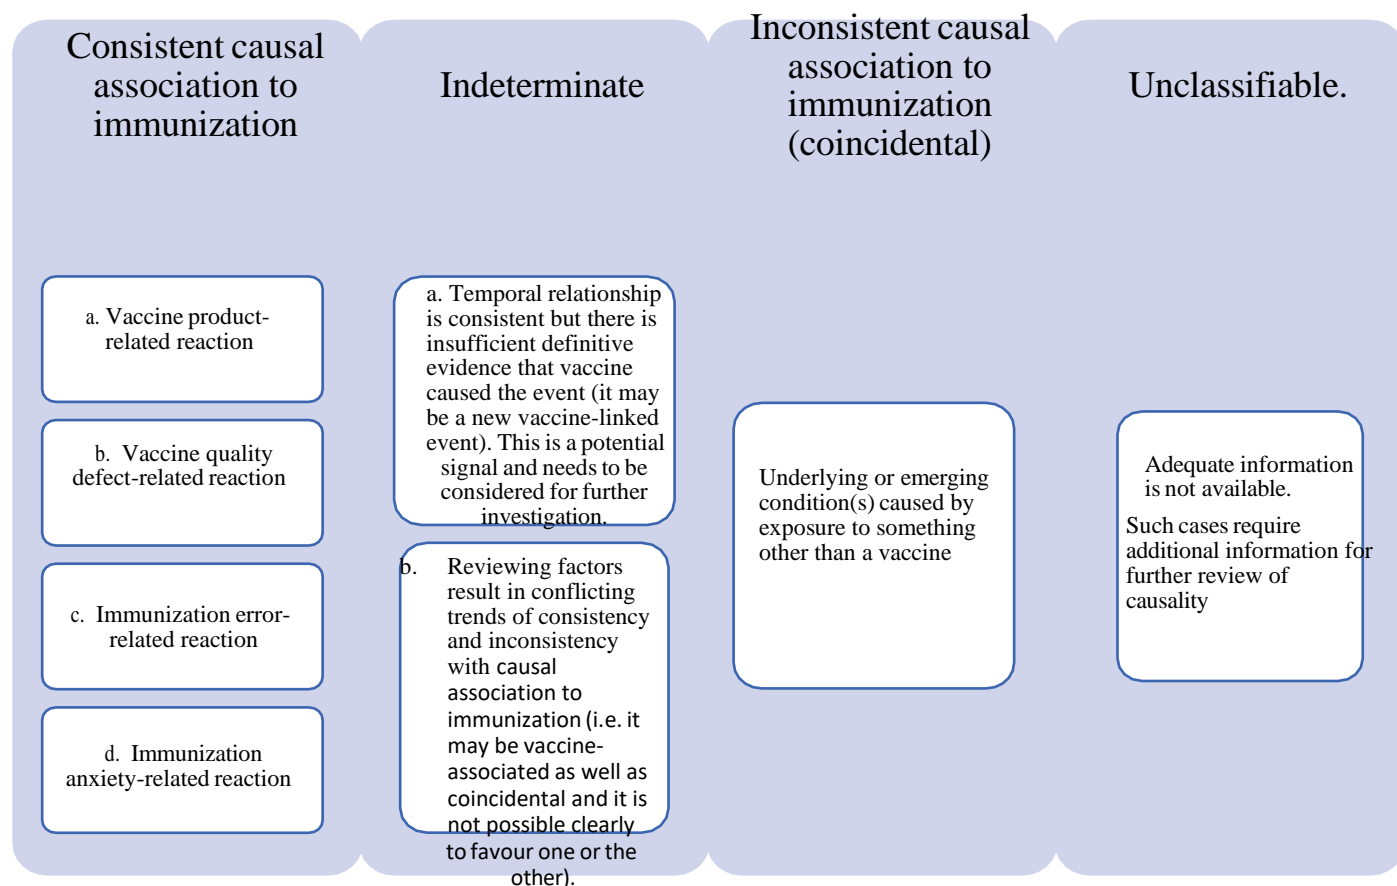 Consistent causal
association to
immunization
a. Vaccine product-
related reaction
b. Vaccine quality
defect-related reaction
c. Immunization error-
related reaction
d. Immunization
anxiety-related reaction
Indeterminate
a. Temporal relationship
is consistent but there is
insufficient definitive
evidence that vaccine
caused the event (it may
be a new vaccine-linked
event). This is a potential
signal and needs to be
considered for further
investigation.
b. Reviewing factors
result in conflicting
trends of consistency
and inconsistency
with causal
association to
immunization (i.e. it
may be vaccine-
associated as well as
coincidental and it is
not possible clearly
to favour one or the
other).
Inconsistent causal
association to
immunization
(coincidental)
Underlying or emerging
condition(s) caused by
exposure to something
other than a vaccine
Unclassifiable.
Adequate information
is not available.
Such cases require
additional information for
further review of
causality